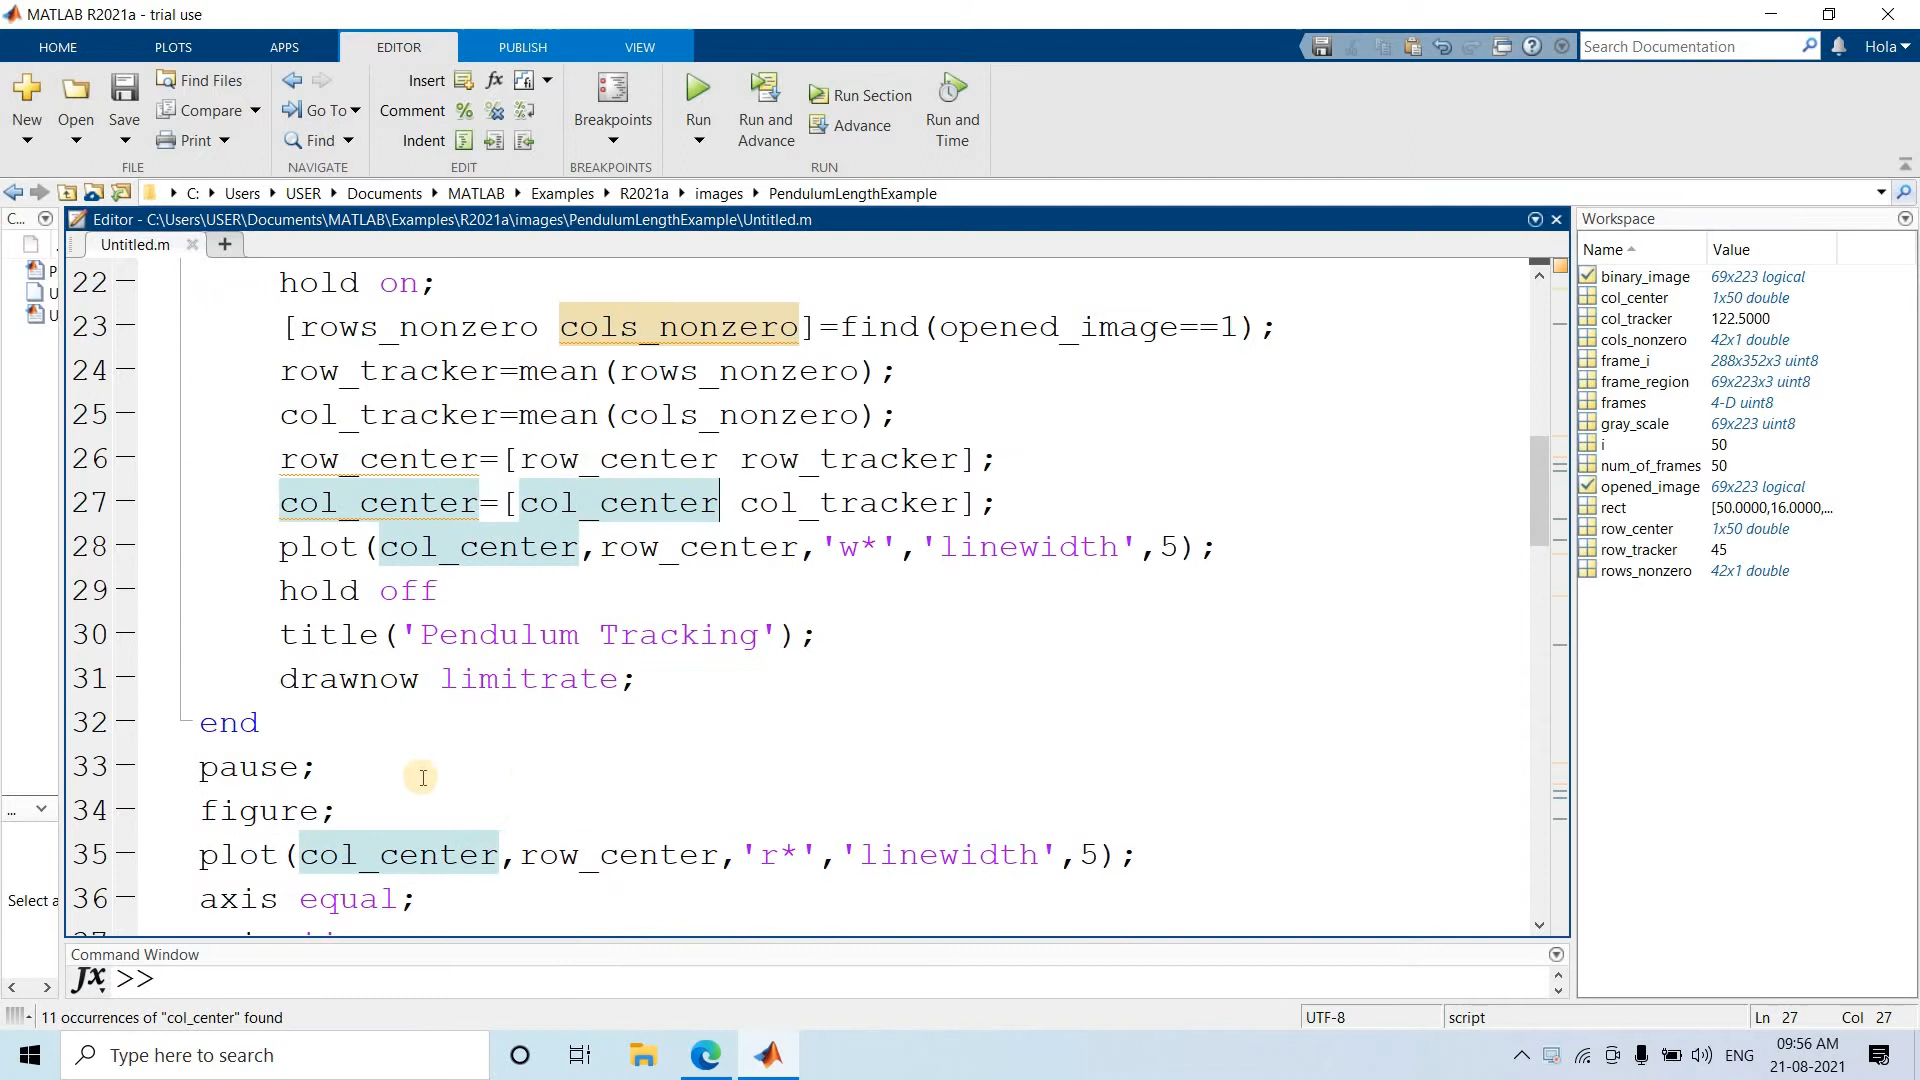 MATLAB R2021a - trial use
HOME PLOTS APPS EDITOR PUBLISH VIEW Search Documentation Hola
New Open Save Find Files Compare Print Go To Find Insert fx Comment Indent Breakpoints Run Run and Advance Run Section Advance Run and Time
FILE NAVIGATE EDIT BREAKPOINTS RUN
C: Users USER Documents MATLAB Examples R2021a images PendulumLengthExample
C... Editor - C:\Users\USER\Documents\MATLAB\Examples\R2021a\images\PendulumLengthExample\Untitled.m Workspace
Untitled.m + Name Value
22 hold on;
23 [rows_nonzero cols_nonzero]=find(opened_image==1);
24 row_tracker=mean(rows_nonzero);
25 col_tracker=mean(cols_nonzero);
26 row_center=[row_center row_tracker];
27 col_center=[col_center col_tracker];
28 plot(col_center,row_center,'w*','linewidth',5);
29 hold off
30 title('Pendulum Tracking');
31 drawnow limitrate;
32 end
33 pause;
34 figure;
35 plot(col_center,row_center,'r*','linewidth',5);
36 axis equal;
binary_image 69x223 logical
col_center 1x50 double
col_tracker 122.5000
cols_nonzero 42x1 double
frame_i 288x352x3 uint8
frame_region 69x223x3 uint8
frames 4-D uint8
gray_scale 69x223 uint8
i 50
num_of_frames 50
opened_image 69x223 logical
rect [50.0000,16.0000,...
row_center 1x50 double
row_tracker 45
rows_nonzero 42x1 double
P
U
U
...
Select a
Command Window
fx >>
11 occurrences of "col_center" found UTF-8 script Ln 27 Col 27
Type here to search ENG 09:56 AM
21-08-2021